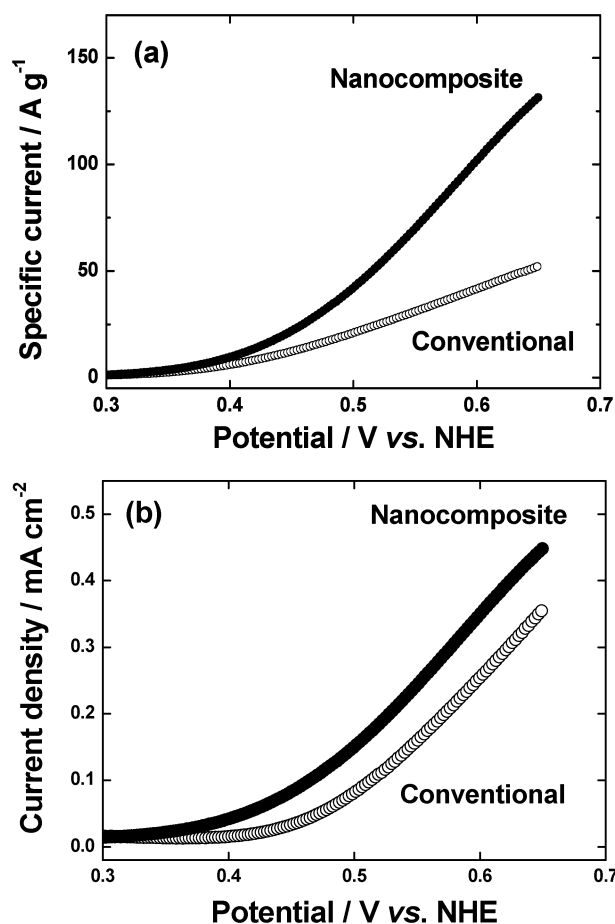 (a)
Nanocomposite
Conventional
Specific current / A g-1
150
100
50
0
0.3 0.4 0.5 0.6 0.7
Potential / V vs. NHE
(b)
Nanocomposite
Conventional
Current density / mA cm-2
0.5
0.4
0.3
0.2
0.1
0.0
0.3 0.4 0.5 0.6 0.7
Potential / V vs. NHE